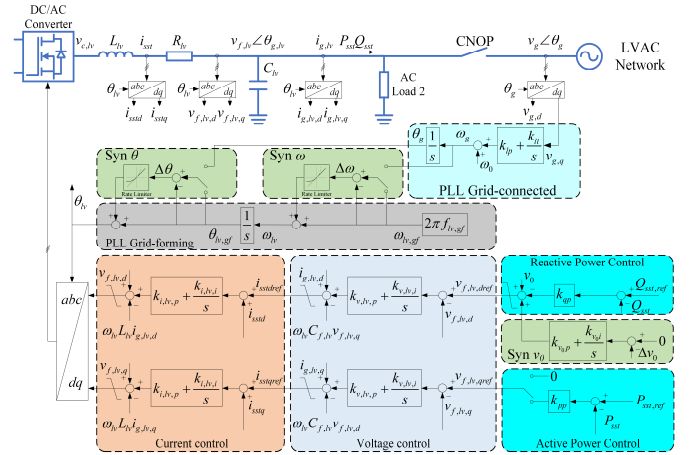 DC/AC
Converter
v_{c,lv} L_{lv} i_{sst} R_{lv} v_{f,lv}∠θ_{g,lv} i_{g,lv} P_{sst}Q_{sst} CNOP v_g∠θ_g
LVAC
Network
C_{lv}
AC
Load 2
θ_{lv} abc dq θ_{lv} abc dq θ_{lv} abc dq θ_g abc dq
i_{sstd} i_{sstq} v_{f,lv,d} v_{f,lv,q} i_{g,lv,d} i_{g,lv,q} v_{g,d}
θ_g 1/s ω_g + + k_{lp} + k_{lt}/s v_{g,q}
ω_0
PLL Grid-connected
Syn θ
Δθ + −
Rate Limiter
Syn ω
Δω + −
Rate Limiter
θ_{lv}
+ + θ_{lv,gf} 1/s ω_{lv} + + ω_{lv,gf} 2πf_{lv,gf}
PLL Grid-forming
abc
dq
v_{f,lv,d} + + − k_{i,lv,p} + k_{i,lv,i}/s i_{sstdref} + −
i_{sstd}
ω_{lv}L_{lv}i_{g,lv,d}
v_{f,lv,q} + + + k_{i,lv,p} + k_{i,lv,i}/s i_{sstqref} + −
i_{sstq}
ω_{lv}L_{lv}i_{g,lv,q}
Current control
i_{g,lv,d} + + − k_{v,lv,p} + k_{v,lv,i}/s v_{f,lv,dref} + −
v_{f,lv,d}
ω_{lv}C_{f,lv}v_{f,lv,q}
i_{g,lv,q} + + + k_{v,lv,p} + k_{v,lv,i}/s v_{f,lv,qref} + −
v_{f,lv,q}
ω_{lv}C_{f,lv}v_{f,lv,d}
Voltage control
Reactive Power Control
v_0 + + k_{qp} + − Q_{sst,ref}
Q_{sst}
k_{v_0p} + k_{v_0i}/s + − 0
Δv_0
Syn v_0
0
k_{pp} + − P_{sst,ref}
P_{sst}
Active Power Control